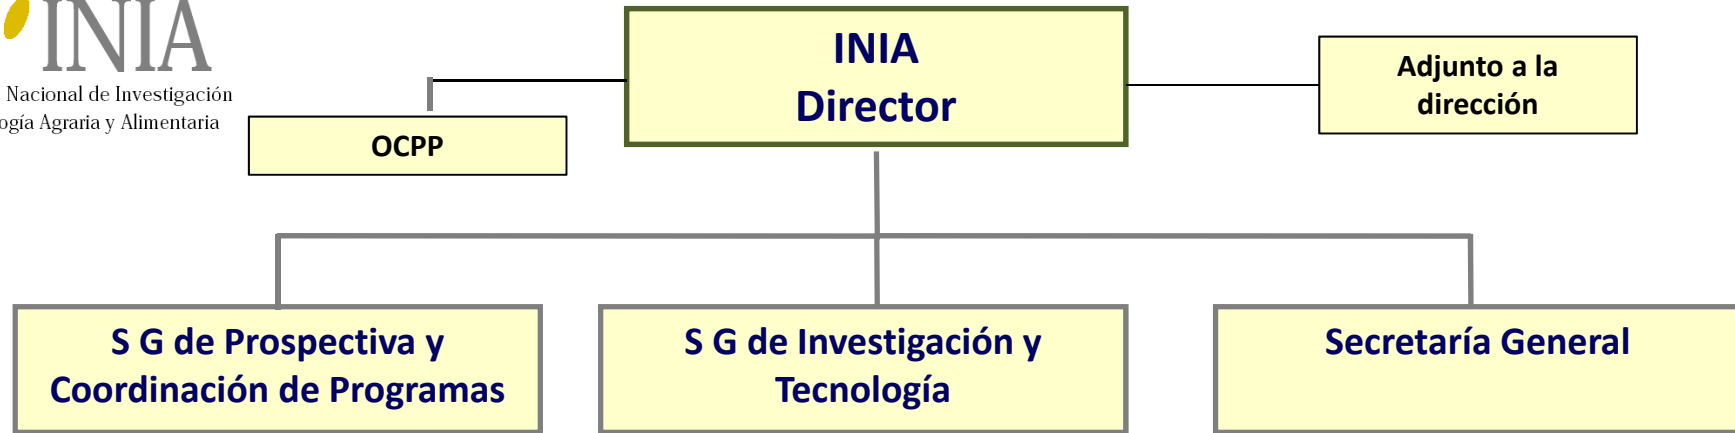 INIA
Nacional de Investigación
ogía Agraria y Alimentaria
INIA
Director
Adjunto a la
dirección
OCPP
S G de Prospectiva y
Coordinación de Programas
S G de Investigación y
Tecnología
Secretaría General